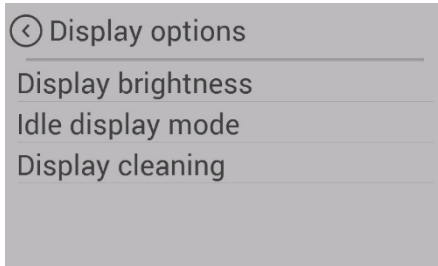 Display options
Display brightness
Idle display mode
Display cleaning